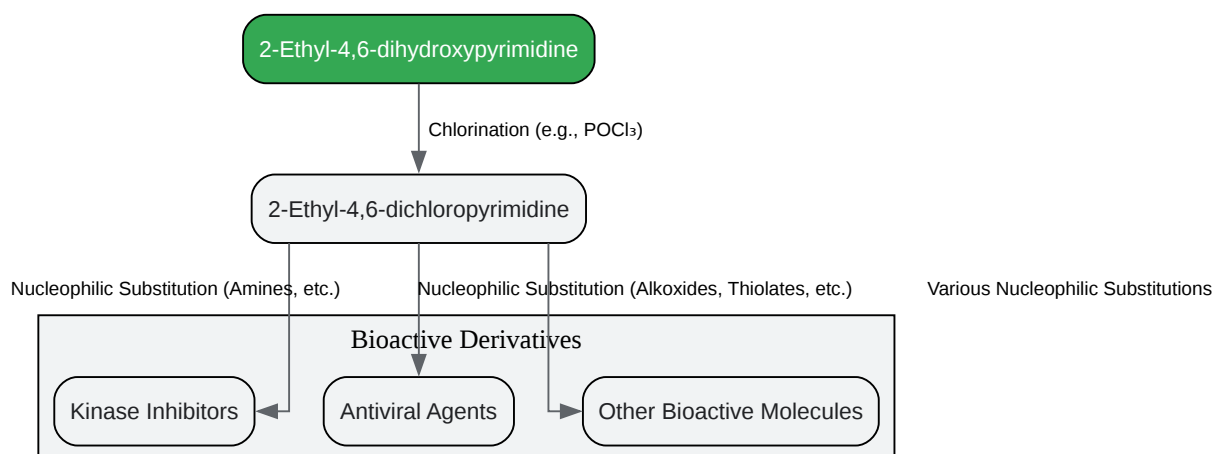 2-Ethyl-4,6-dihydroxypyrimidine
Chlorination (e.g., POCl₃)
2-Ethyl-4,6-dichloropyrimidine
Nucleophilic Substitution (Amines, etc.)
Nucleophilic Substitution (Alkoxides, Thiolates, etc.)
Various Nucleophilic Substitutions
Bioactive Derivatives
Kinase Inhibitors
Antiviral Agents
Other Bioactive Molecules